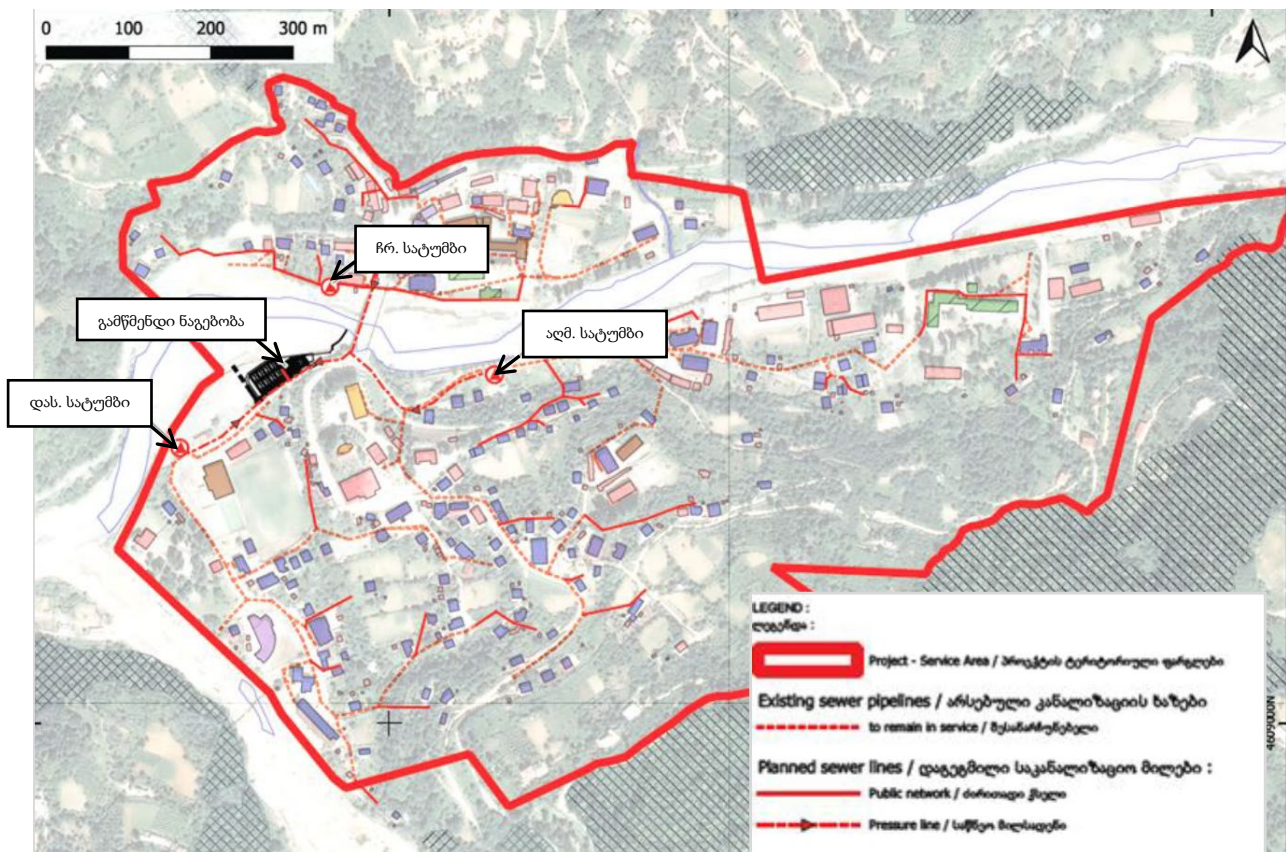 0 100 200 300 m
ჩრ. სატუმბი
გამწმენდი ნაგებობა
აღმ. სატუმბი
დას. სატუმბი
LEGEND :
ლეგენდა :
Project - Service Area / პროექტის ტერიტორიული ფარგლები
Existing sewer pipelines / არსებული კანალიზაციის ხაზები
to remain in service / შესანარჩუნებელი
Planned sewer lines / დაგეგმილი საკანალიზაციო მილები :
Public network / ძირითადი ქსელი
Pressure line / საწნეო მილსადენი
4609000N